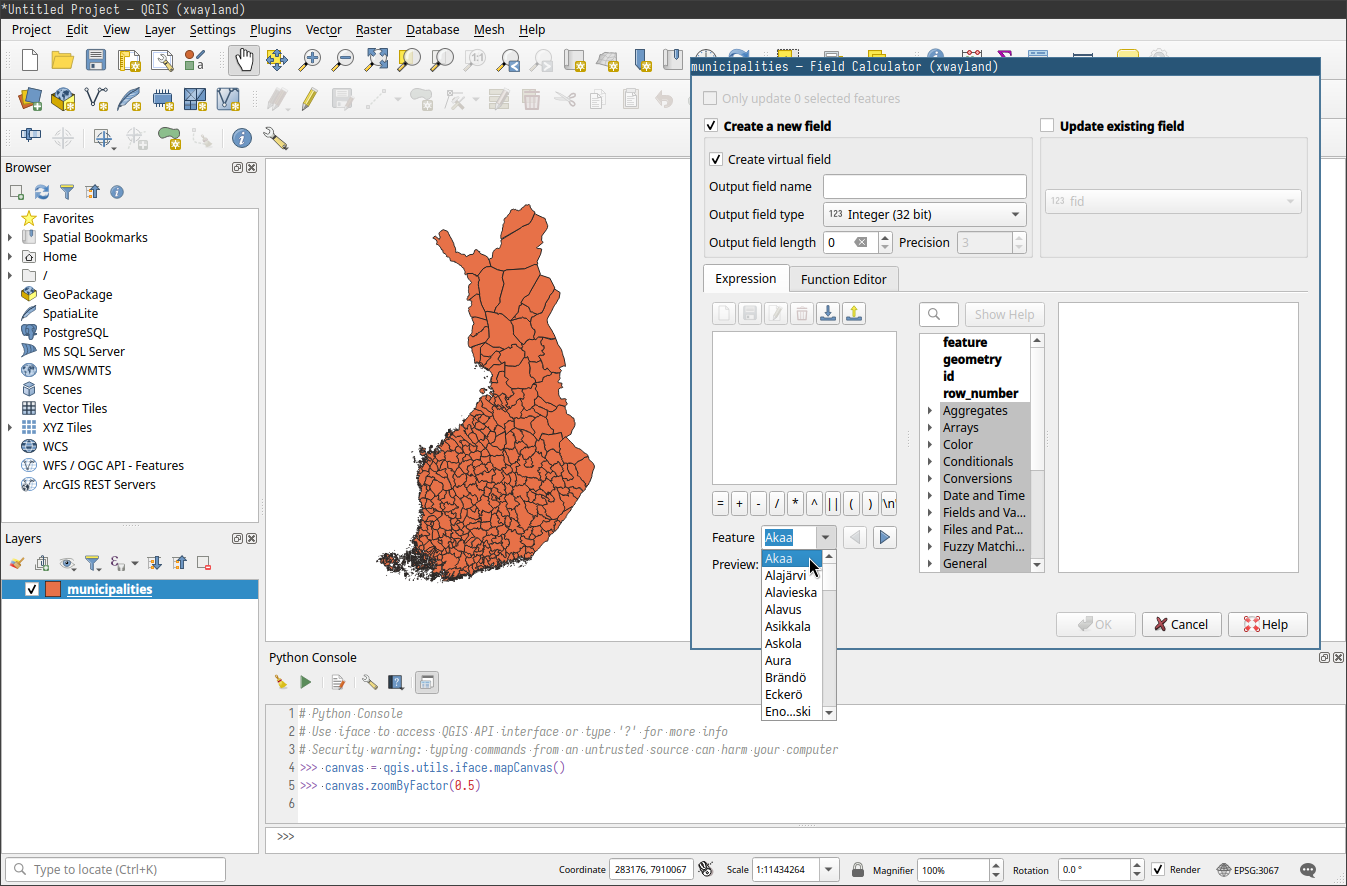 *Untitled Project — QGIS (xwayland)
Project Edit View Layer Settings Plugins Vector Raster Database Mesh Help
municipalities — Field Calculator (xwayland)
Only update 0 selected features
Create a new field
Update existing field
Create virtual field
Output field name
Output field type 123 Integer (32 bit)
Output field length 0 Precision 3
123 fid
Expression Function Editor
Show Help
feature
geometry
id
row_number
Aggregates
Arrays
Color
Conditionals
Conversions
Date and Time
Fields and Va...
Files and Pat...
Fuzzy Matchi...
General
= + - / * ^ || ( ) \n
Feature Akaa
Preview:
Akaa
Alajärvi
Alavieska
Alavus
Asikkala
Askola
Aura
Brändö
Eckerö
Eno...ski
OK Cancel Help
Browser
Favorites
Spatial Bookmarks
Home
/
GeoPackage
SpatiaLite
PostgreSQL
MS SQL Server
WMS/WMTS
Scenes
Vector Tiles
XYZ Tiles
WCS
WFS / OGC API - Features
ArcGIS REST Servers
Layers
municipalities
Python Console
1 # Python Console
2 # Use iface to access QGIS API interface or type '?' for more info
3 # Security warning: typing commands from an untrusted source can harm your computer
4 >>> canvas = qgis.utils.iface.mapCanvas()
5 >>> canvas.zoomByFactor(0.5)
6
>>>
Type to locate (Ctrl+K)
Coordinate 283176, 7910067 Scale 1:11434264 Magnifier 100% Rotation 0.0 ° Render EPSG:3067